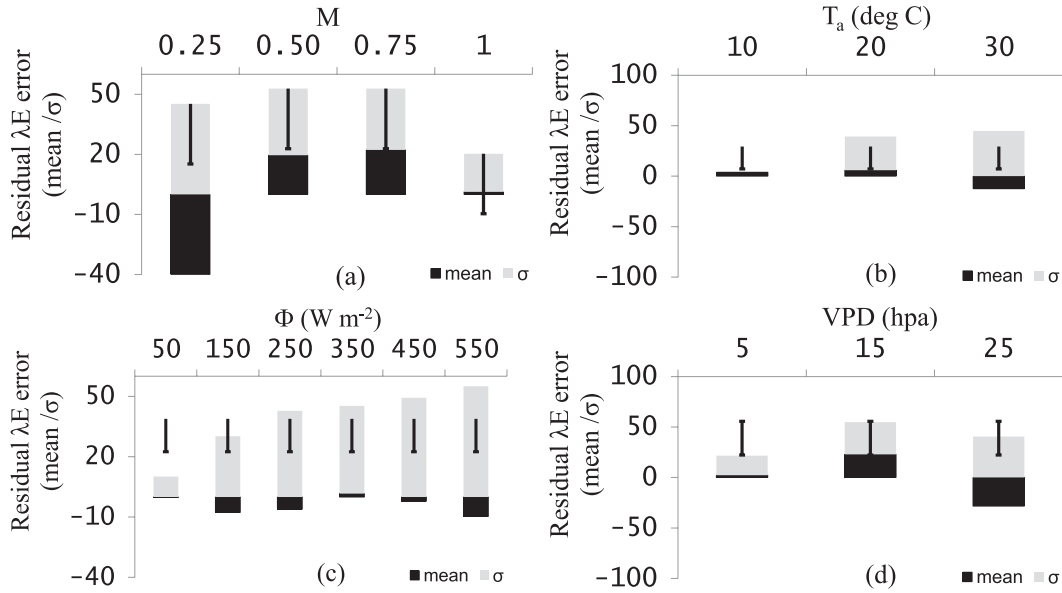 M
0.25 0.50 0.75 1
50
20
-10
-40
Residual λE error
(mean /σ)
(a)
mean σ
Tₐ (deg C)
10 20 30
100
50
0
-50
-100
Residual λE error
(mean /σ)
(b)
mean σ
Φ (W m⁻²)
50 150 250 350 450 550
50
20
-10
-40
Residual λE error
(mean /σ)
(c)
mean σ
VPD (hpa)
5 15 25
100
50
0
-50
-100
Residual λE error
(mean /σ)
(d)
mean σ